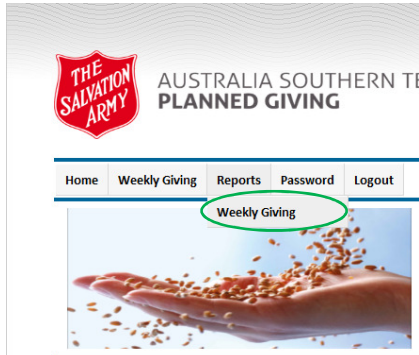 THE
SALVATION
ARMY
AUSTRALIA SOUTHERN TE
PLANNED GIVING
Home Weekly Giving Reports Password Logout
Weekly Giving